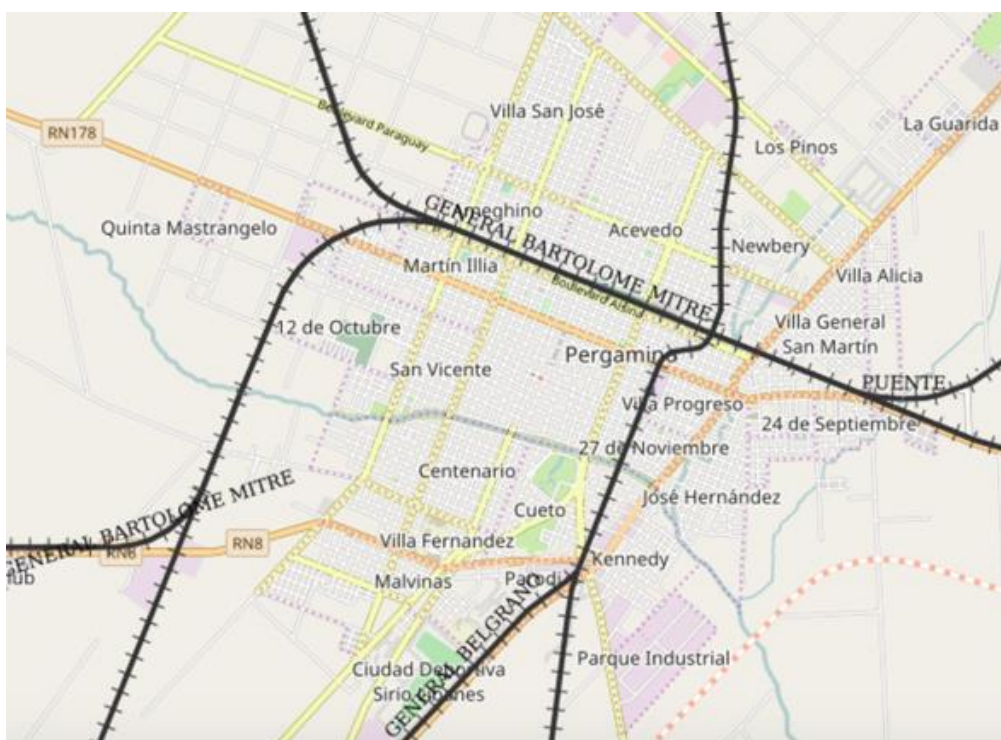 Villa San José
RN178
Boulevard Paraguay
La Guarida
Los Pinos
GENERAL BARTOLOME MITRE
Quinta Mastrangelo
Acevedo
Newbery
Martín Illia
Villa Alicia
Boulevard Alsina
12 de Octubre
Villa General
San Martín
Pergamino
San Vicente
PUENTE
Villa Progreso
24 de Septiembre
27 de Noviembre
Centenario
José Hernández
GENERAL BARTOLOME MITRE
Cueto
RN8
Villa Fernandez
RN8
Kennedy
Malvinas
Parodi
GENERAL BELGRANO
Parque Industrial
Ciudad Deportiva